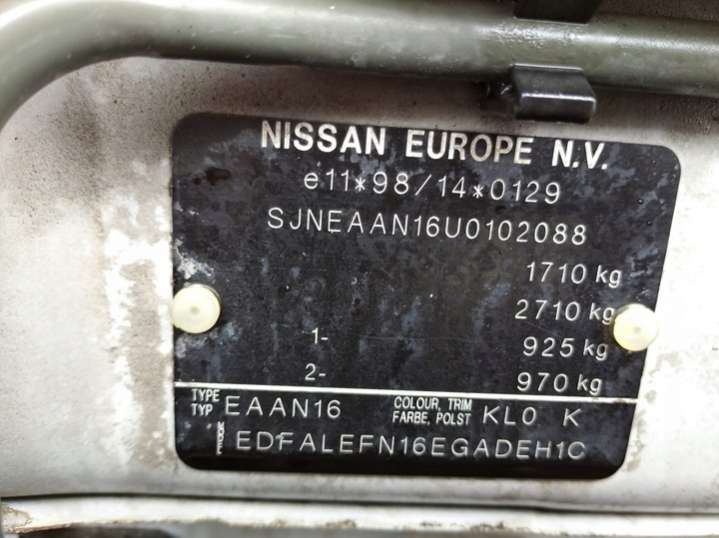 NISSAN EUROPE N.V.
e11*98/14*0129
SJNEAAN16U0102088
1710 kg
2710 kg
1- 925 kg
2- 970 kg
TYPE TYP EAAN16 COLOUR, TRIM FARBE, POLST KL0 K
EDFALEFN16EGADEH1C